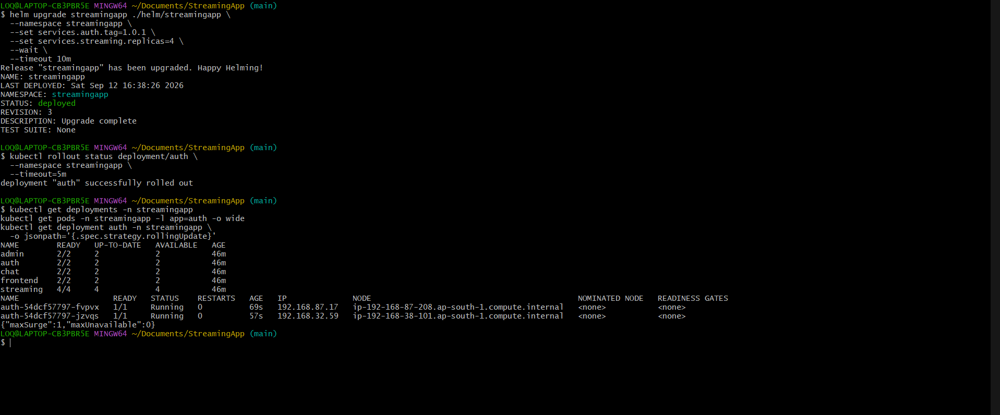 LOQ@LAPTOP-CB3PBR5E MINGW64 ~/Documents/StreamingApp (main)
$ helm upgrade streamingapp ./helm/streamingapp \
  --namespace streamingapp \
  --set services.auth.tag=1.0.1 \
  --set services.streaming.replicas=4 \
  --wait \
  --timeout 10m
Release "streamingapp" has been upgraded. Happy Helming!
NAME: streamingapp
LAST DEPLOYED: Sat Sep 12 16:38:26 2026
NAMESPACE: streamingapp
STATUS: deployed
REVISION: 3
DESCRIPTION: Upgrade complete
TEST SUITE: None

LOQ@LAPTOP-CB3PBR5E MINGW64 ~/Documents/StreamingApp (main)
$ kubectl rollout status deployment/auth \
  --namespace streamingapp \
  --timeout=5m
deployment "auth" successfully rolled out

LOQ@LAPTOP-CB3PBR5E MINGW64 ~/Documents/StreamingApp (main)
$ kubectl get deployments -n streamingapp
kubectl get pods -n streamingapp -l app=auth -o wide
kubectl get deployment auth -n streamingapp \
  -o jsonpath='{.spec.strategy.rollingUpdate}'
NAME        READY   UP-TO-DATE   AVAILABLE   AGE
admin       2/2     2            2           46m
auth        2/2     2            2           46m
chat        2/2     2            2           46m
frontend    2/2     2            2           46m
streaming   4/4     4            4           46m
NAME                    READY   STATUS    RESTARTS   AGE   IP              NODE                                            NOMINATED NODE   READINESS GATES
auth-54dcf57797-fvpvx   1/1     Running   0          69s   192.168.87.17   ip-192-168-87-208.ap-south-1.compute.internal   <none>           <none>
auth-54dcf57797-jzvqs   1/1     Running   0          57s   192.168.32.59   ip-192-168-38-101.ap-south-1.compute.internal   <none>           <none>
{"maxSurge":1,"maxUnavailable":0}
LOQ@LAPTOP-CB3PBR5E MINGW64 ~/Documents/StreamingApp (main)
$